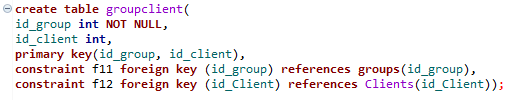 create table groupclient(
id_group int NOT NULL,
id_client int,
primary key(id_group, id_client),
constraint f11 foreign key (id_group) references groups(id_group),
constraint f12 foreign key (id_Client) references Clients(id_Client));